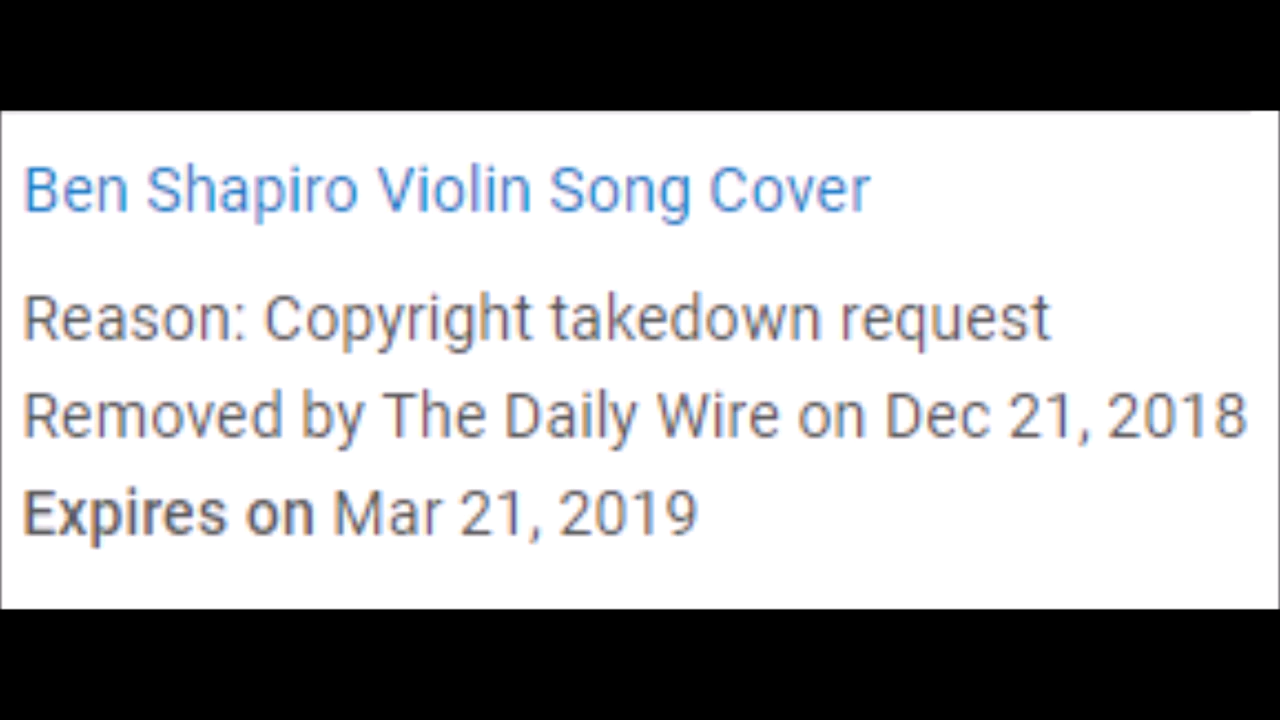 Ben Shapiro Violin Song Cover
Reason: Copyright takedown request
Removed by The Daily Wire on Dec 21, 2018
Expires on Mar 21, 2019